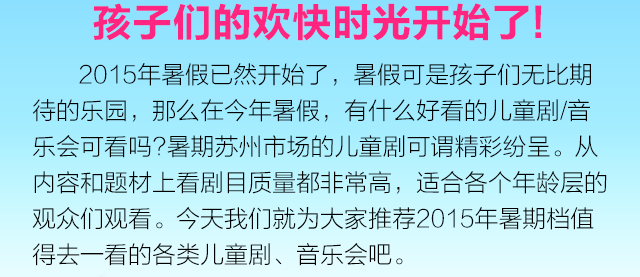 孩子们的欢快时光开始了!
2015年暑假已然开始了，暑假可是孩子们无比期
待的乐园，那么在今年暑假，有什么好看的儿童剧/音
乐会可看吗?暑期苏州市场的儿童剧可谓精彩纷呈。从
内容和题材上看剧目质量都非常高，适合各个年龄层的
观众们观看。今天我们就为大家推荐2015年暑期档值
得去一看的各类儿童剧、音乐会吧。